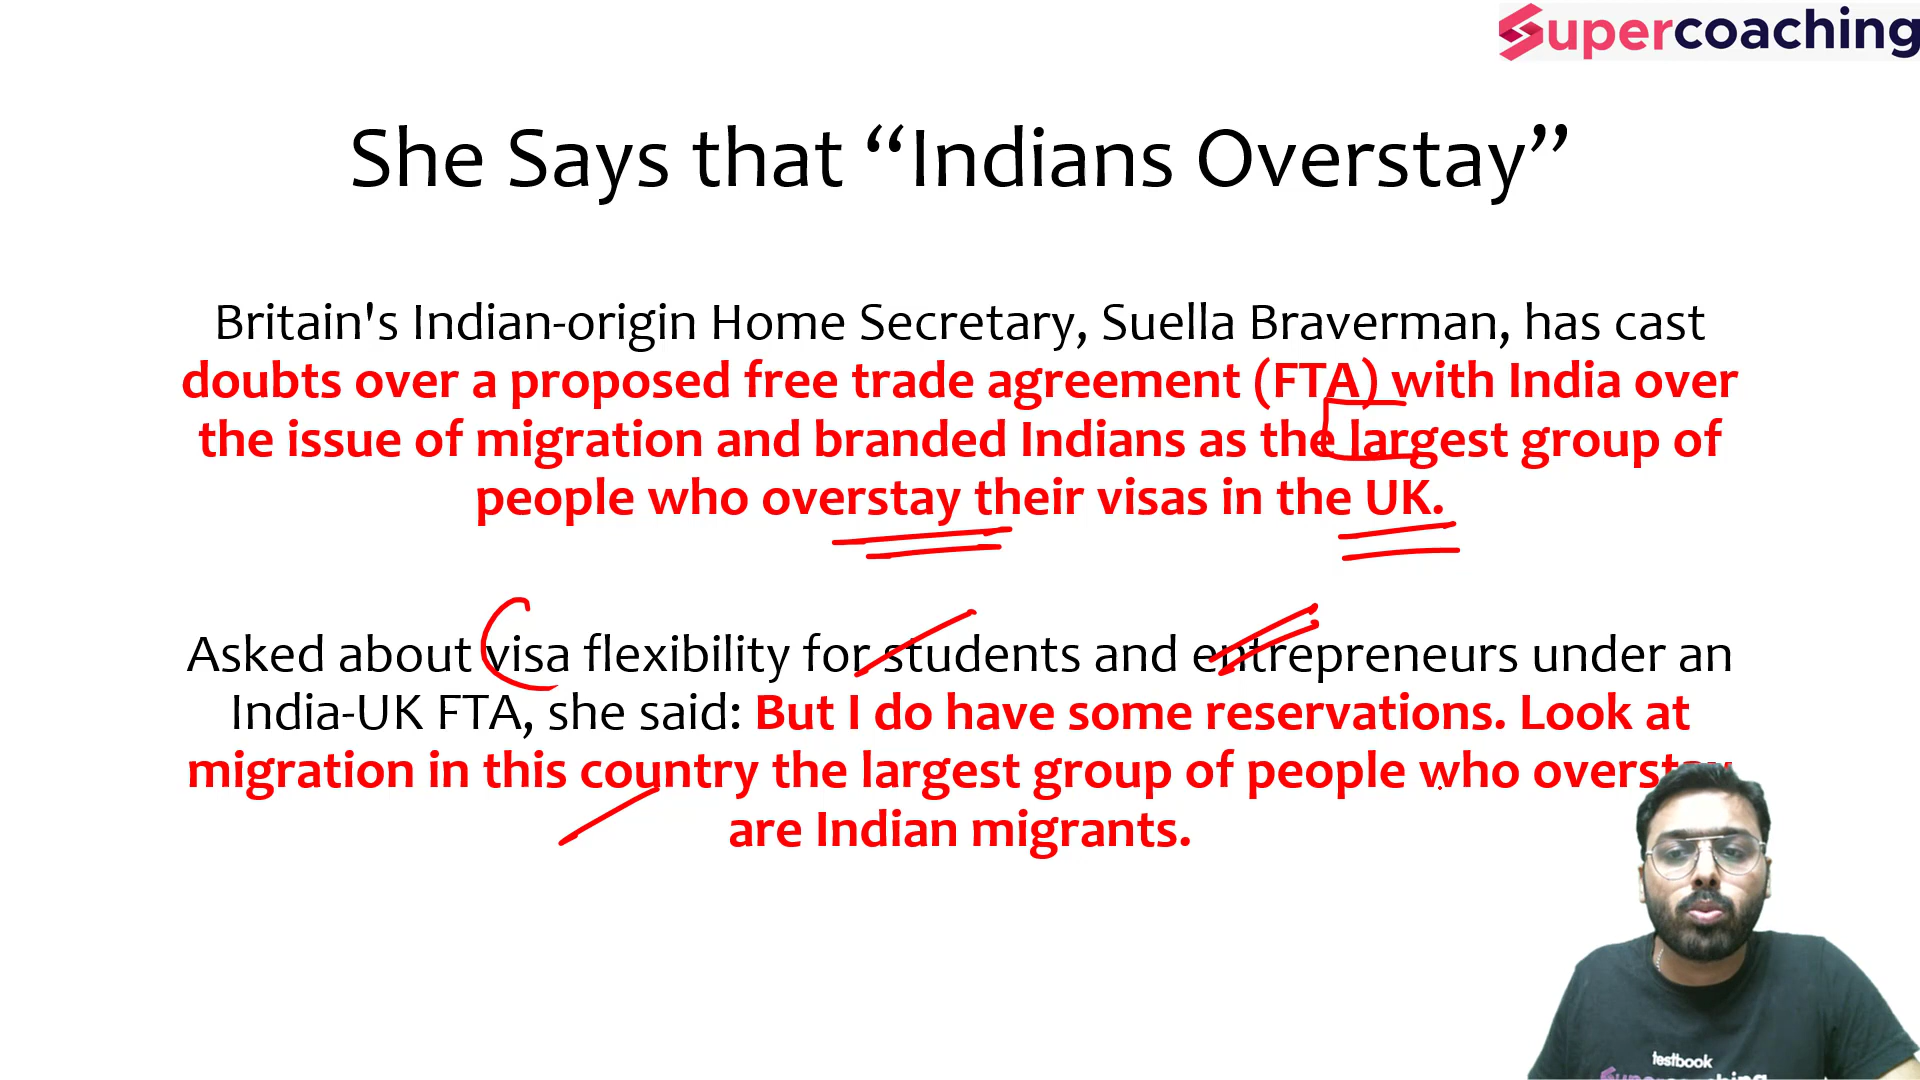 Supercoaching
She Says that “Indians Overstay”
Britain's Indian-origin Home Secretary, Suella Braverman, has cast
doubts over a proposed free trade agreement (FTA) with India over
the issue of migration and branded Indians as the largest group of
people who overstay their visas in the UK.
Asked about visa flexibility for students and entrepreneurs under an
India-UK FTA, she said: But I do have some reservations. Look at
migration in this country the largest group of people who overstay
are Indian migrants.
testbook
Supercoaching